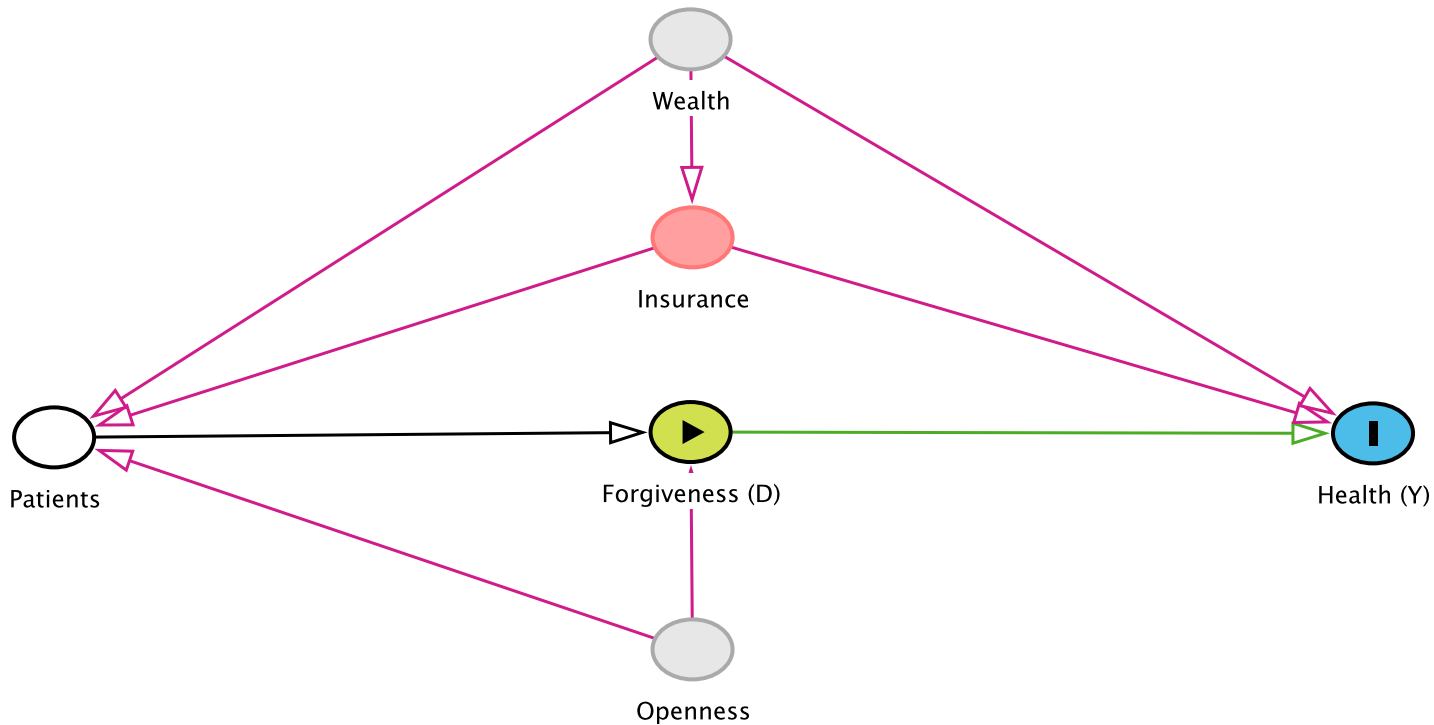 Wealth
Insurance
Patients
Forgiveness (D)
Health (Y)
Openness